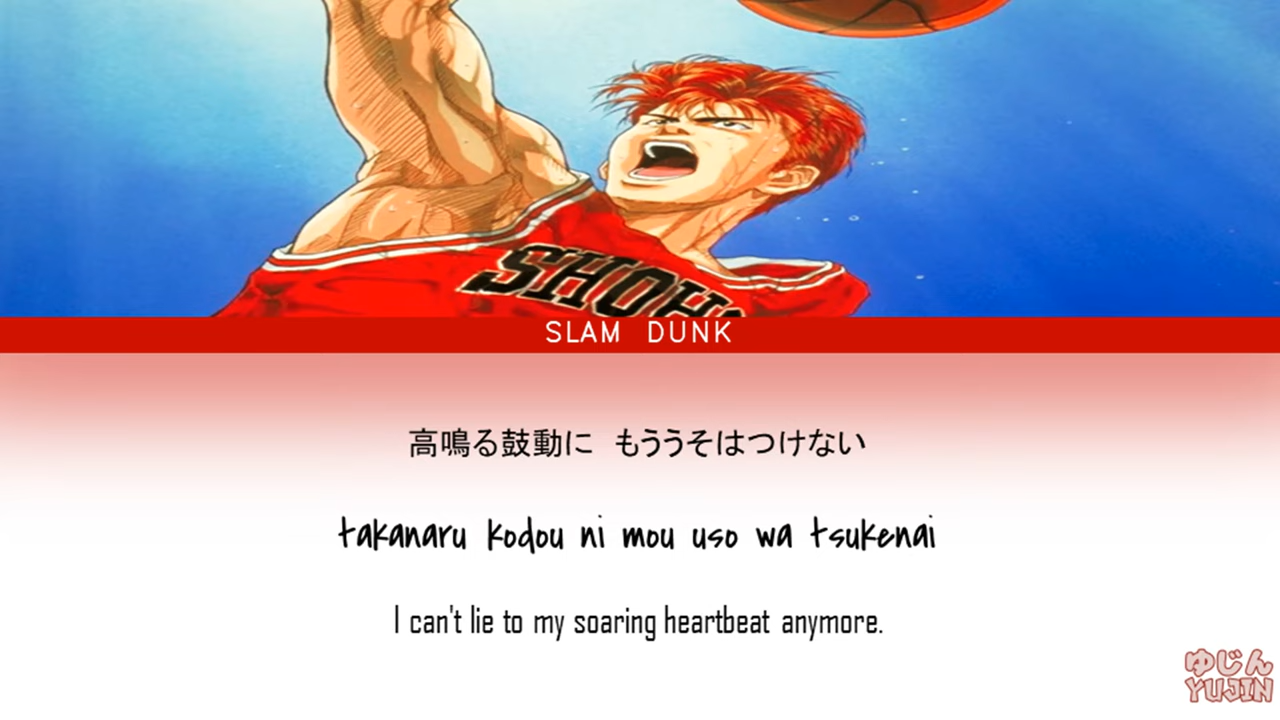 SHOH
SLAM DUNK
高鳴る鼓動に もううそはつけない
takanaru kodou ni mou uso wa tsukenai
I can't lie to my soaring heartbeat anymore.
ゆじん
YUJIN